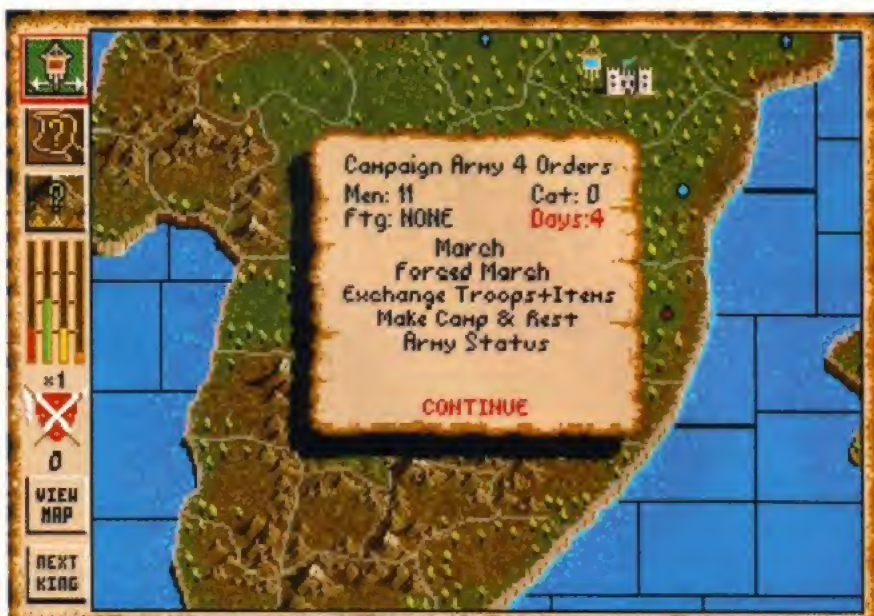 Campaign Army 4 Orders
Men: 11 Cat: 0
Ftg: NONE Days:4
March
Forced March
Exchange Troops+Items
Make Camp & Rest
Army Status
CONTINUE
×1
0
VIEW
MAP
NEXT
KING